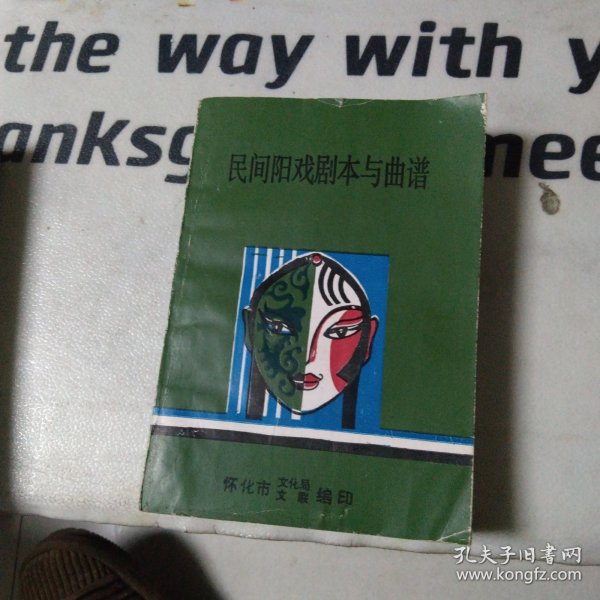 the way with y
anksg
mee
民间阳戏剧本与曲谱
怀化市 文化局 编印
文联
孔夫子旧书网
www.kongfz.com